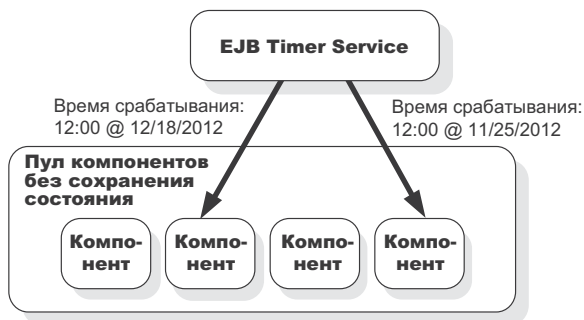 EJB Timer Service
Время срабатывания:
12:00 @ 12/18/2012
Время срабатывания:
12:00 @ 11/25/2012
Пул компонентов
без сохранения
состояния
Компо-
нент
Компо-
нент
Компо-
нент
Компо-
нент